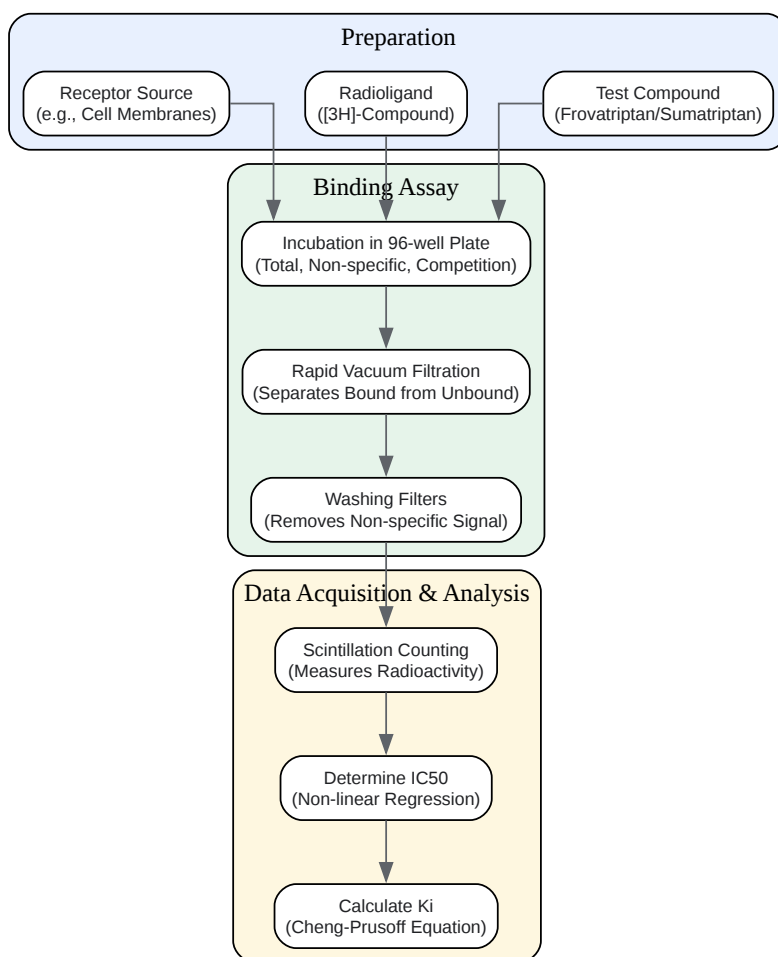 Preparation
Receptor Source
(e.g., Cell Membranes)
Radioligand
([3H]-Compound)
Test Compound
(Frovatriptan/Sumatriptan)
Binding Assay
Incubation in 96-well Plate
(Total, Non-specific, Competition)
Rapid Vacuum Filtration
(Separates Bound from Unbound)
Washing Filters
(Removes Non-specific Signal)
Data Acquisition & Analysis
Scintillation Counting
(Measures Radioactivity)
Determine IC50
(Non-linear Regression)
Calculate Ki
(Cheng-Prusoff Equation)